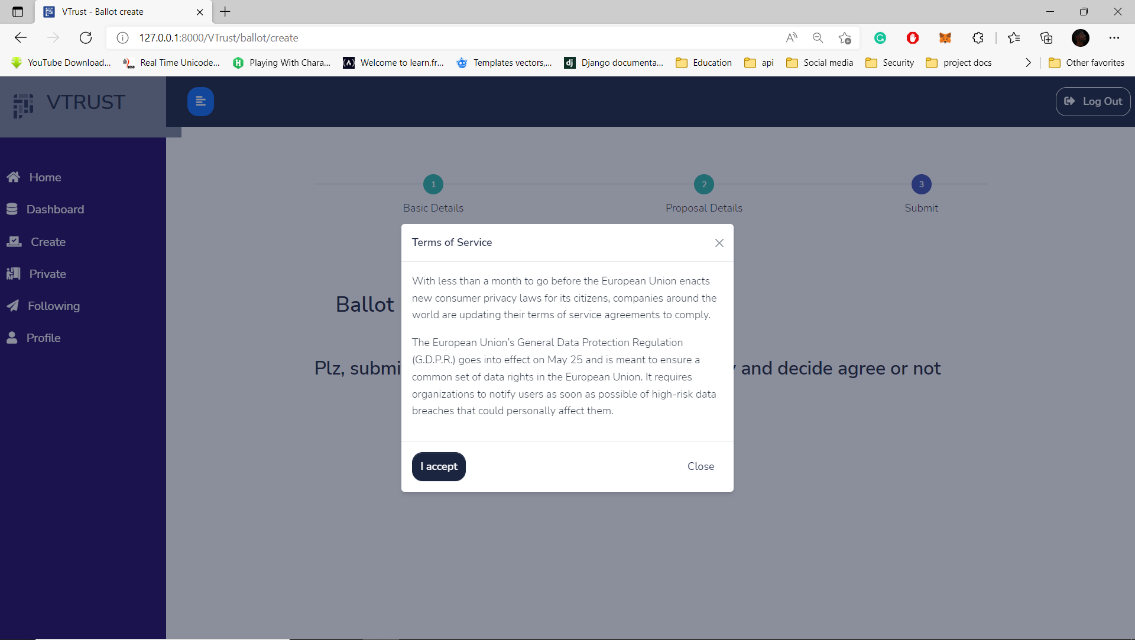 VTrust - Ballot create
127.0.0.1:8000/VTrust/ballot/create
YouTube Download...
Real Time Unicode...
Playing With Chara...
Welcome to learn.fr...
Templates vectors,...
Django documenta...
Education
api
Social media
Security
project docs
Other favorites
VTRUST
Log Out
Home
Dashboard
Create
Private
Following
Profile
1
2
3
Basic Details
Proposal Details
Submit
Terms of Service
With less than a month to go before the European Union enacts
new consumer privacy laws for its citizens, companies around the
world are updating their terms of service agreements to comply.
The European Union's General Data Protection Regulation
(G.D.P.R.) goes into effect on May 25 and is meant to ensure a
common set of data rights in the European Union. It requires
organizations to notify users as soon as possible of high-risk data
breaches that could personally affect them.
I accept
Close
Ballot
Plz, submi
and decide agree or not